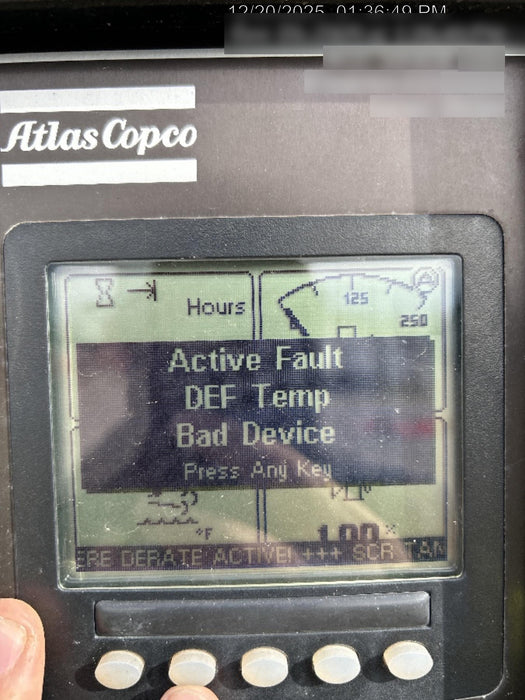 12/20/2025 01:36:49 PM
Atlas Copco
Hours
125
250
Active Fault
DEF Temp
Bad Device
Press Any Key
°F
100 %
ERE DERATE ACTIVE! +++ SCR TAN